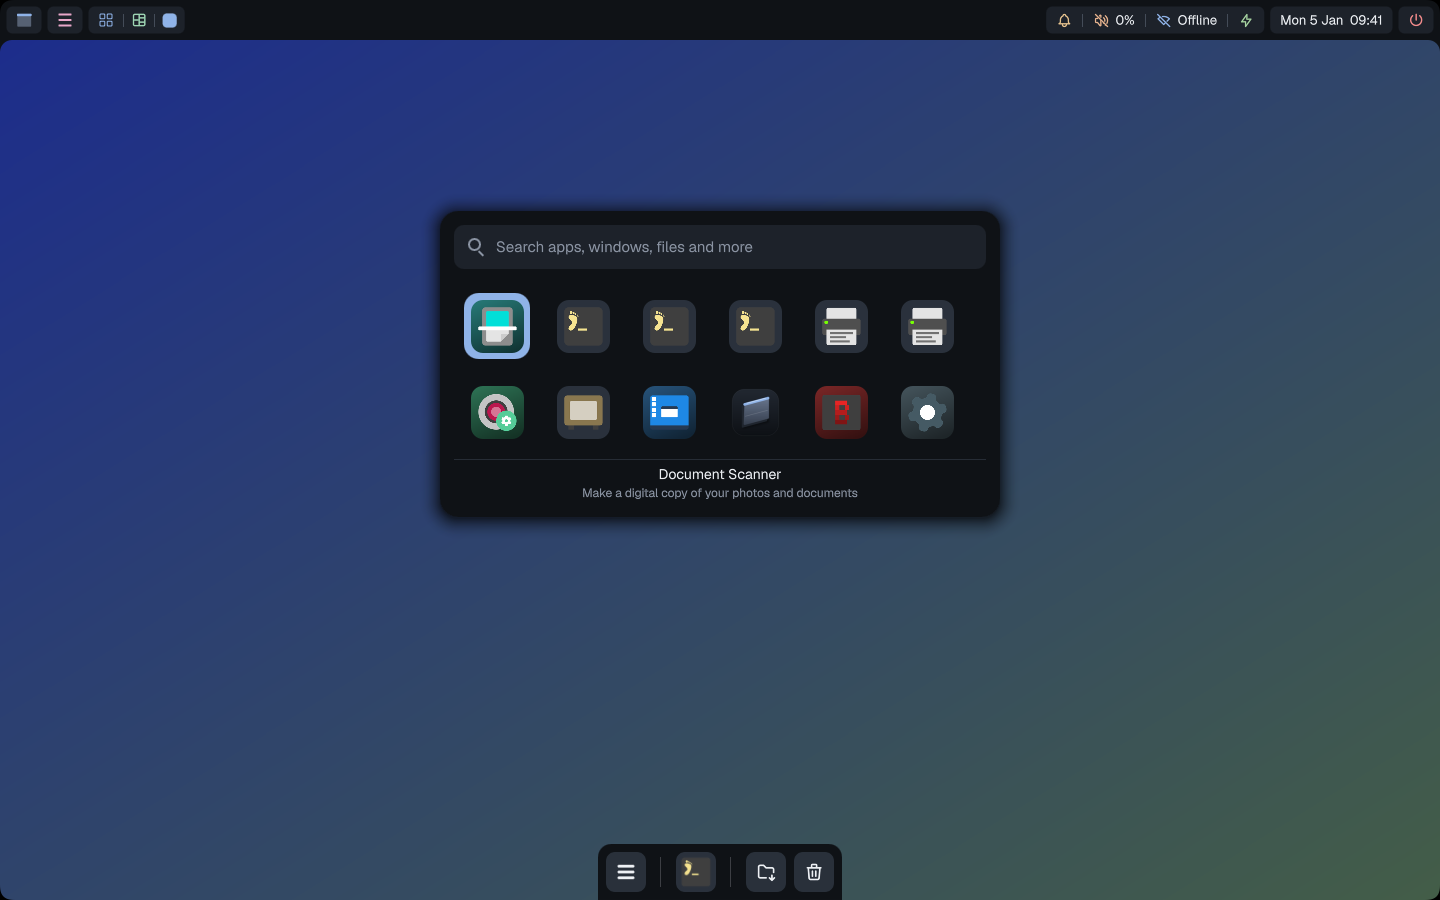 0%
Offline
Mon 5 Jan 09:41
Search apps, windows, files and more
Document Scanner
Make a digital copy of your photos and documents